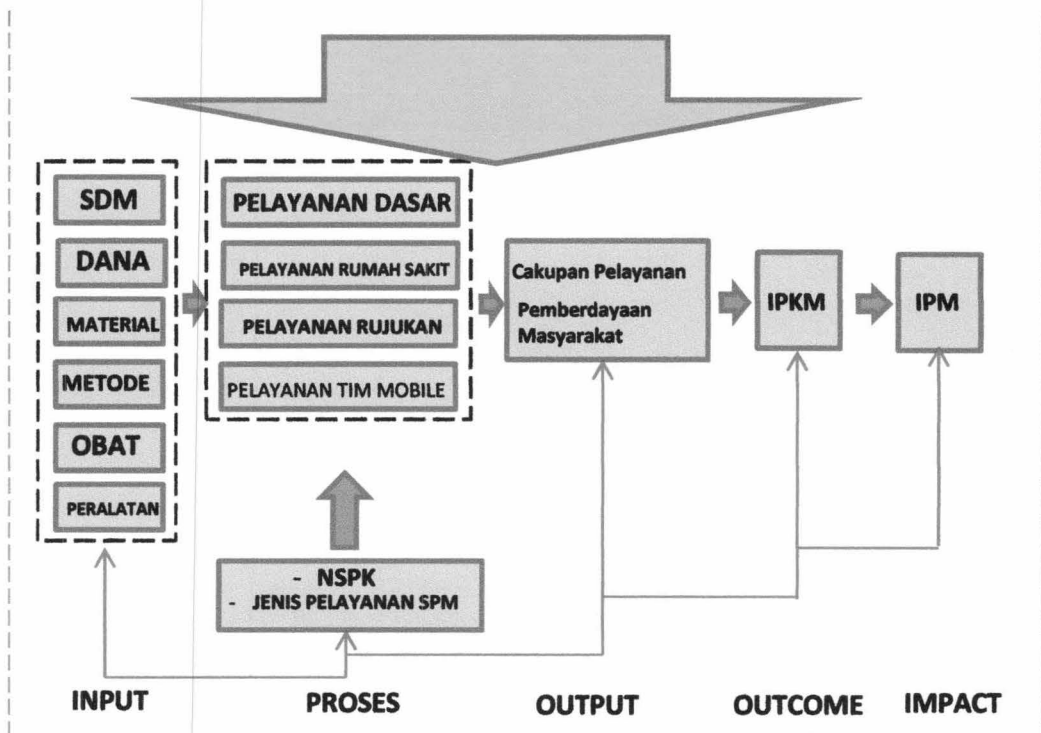 SDM
DANA
MATERIAL
METODE
OBAT
PERALATAN
PELAYANAN DASAR
PELAYANAN RUMAH SAKIT
PELAYANAN RUJUKAN
PELAYANAN TIM MOBILE
- NSPK
- JENIS PELAYANAN SPM
Cakupan Pelayanan
Pemberdayaan
Masyarakat
IPKM
IPM
INPUT
PROSES
OUTPUT
OUTCOME
IMPACT